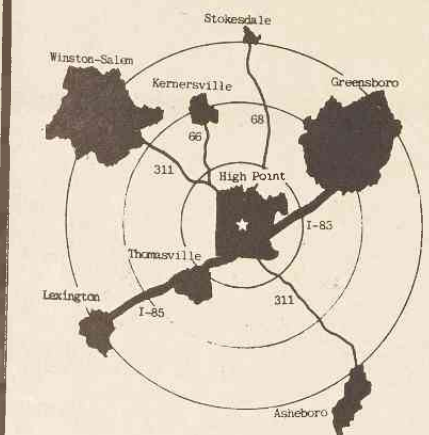 Stokesdale
Winston-Salem
Kernersville
Greensboro
66
68
311
High Point
I-85
Thomasville
Lexington
I-85
311
Asheboro